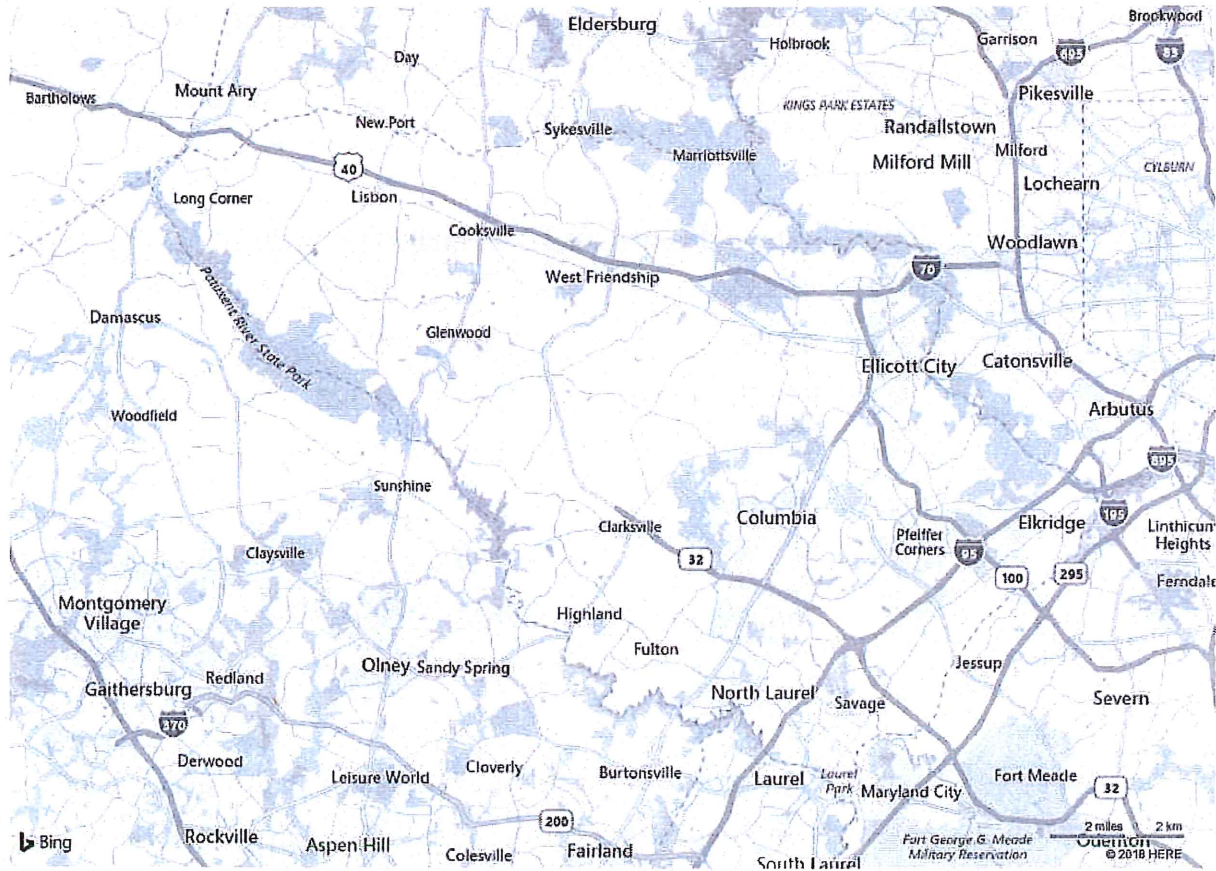 Brookwood
Eldersburg
Holbrook
Garrison
695
83
Day
Bartholows
Mount Airy
Pikesville
KINGS PARK ESTATES
New Port
Sykesville
Randallstown
Marriottsville
Milford
Milford Mill
CYLBURN
40
Lochearn
Long Corner
Lisbon
Cooksville
Woodlawn
West Friendship
70
Patuxent River State Park
Damascus
Glenwood
Ellicott City
Catonsville
Woodfield
Arbutus
895
Sunshine
Columbia
Clarksville
195
Elkridge
Linthicum
Heights
Pfeiffer
Corners
95
Claysville
32
100
295
Ferndale
Montgomery
Village
Highland
Fulton
Olney
Sandy Spring
Redland
Jessup
Gaithersburg
North Laurel
Savage
Severn
370
Derwood
Leisure World
Cloverly
Burtonsville
Laurel
Laurel
Park
Maryland City
Fort Meade
32
200
Rockville
Aspen Hill
Colesville
Fairland
Bing
Fort George G. Meade
Military Reservation
2 miles
2 km
Odenton
© 2018 HERE
South Laurel